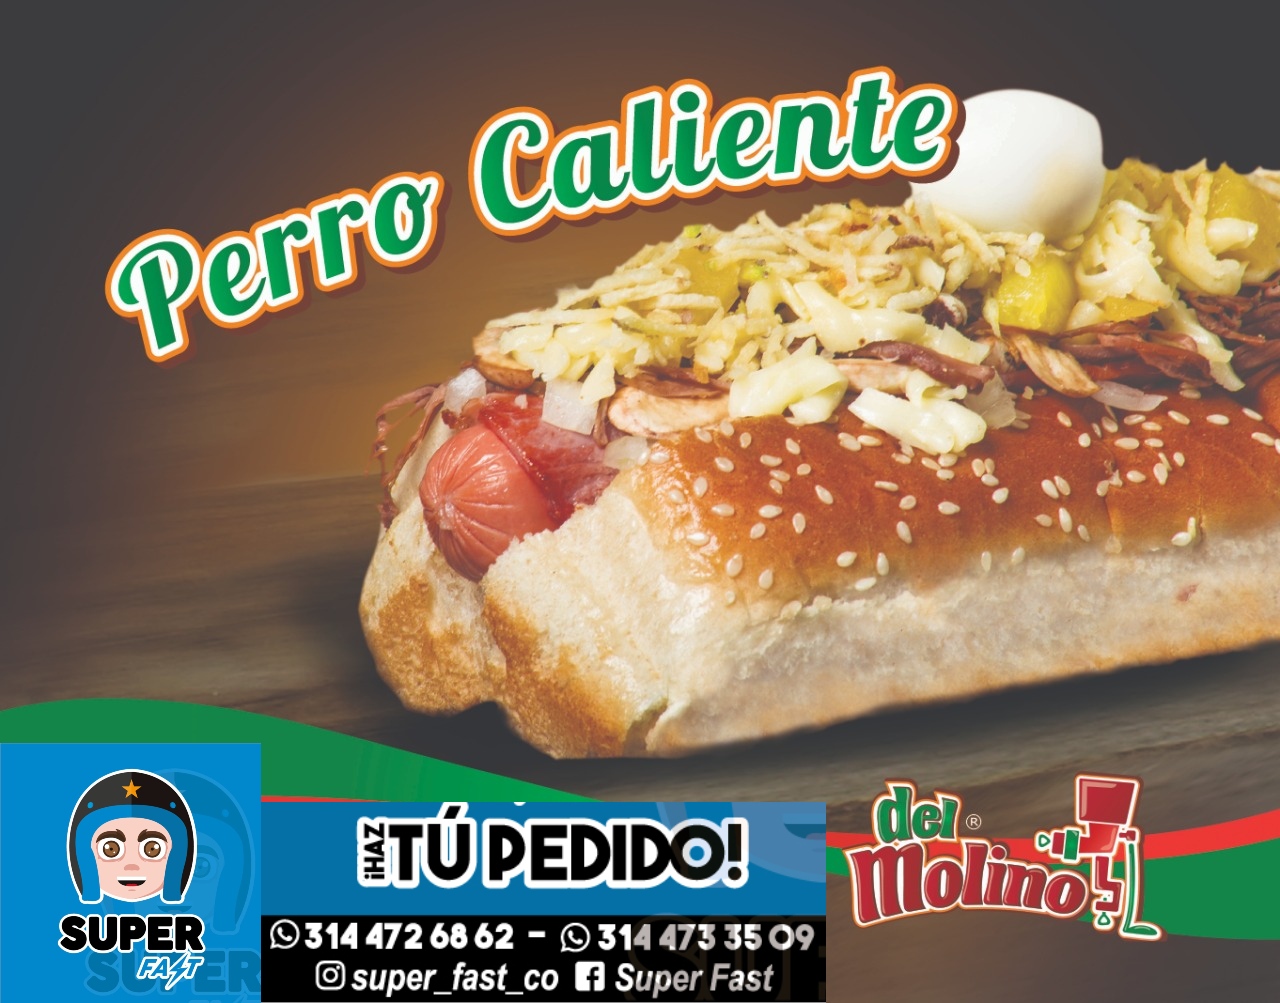 Perro Caliente
¡HAZ TÚ PEDIDO!
314 472 68 62 - 314 473 35 09
super_fast_co Super Fast
SUPER
FAST
del ®
Molino